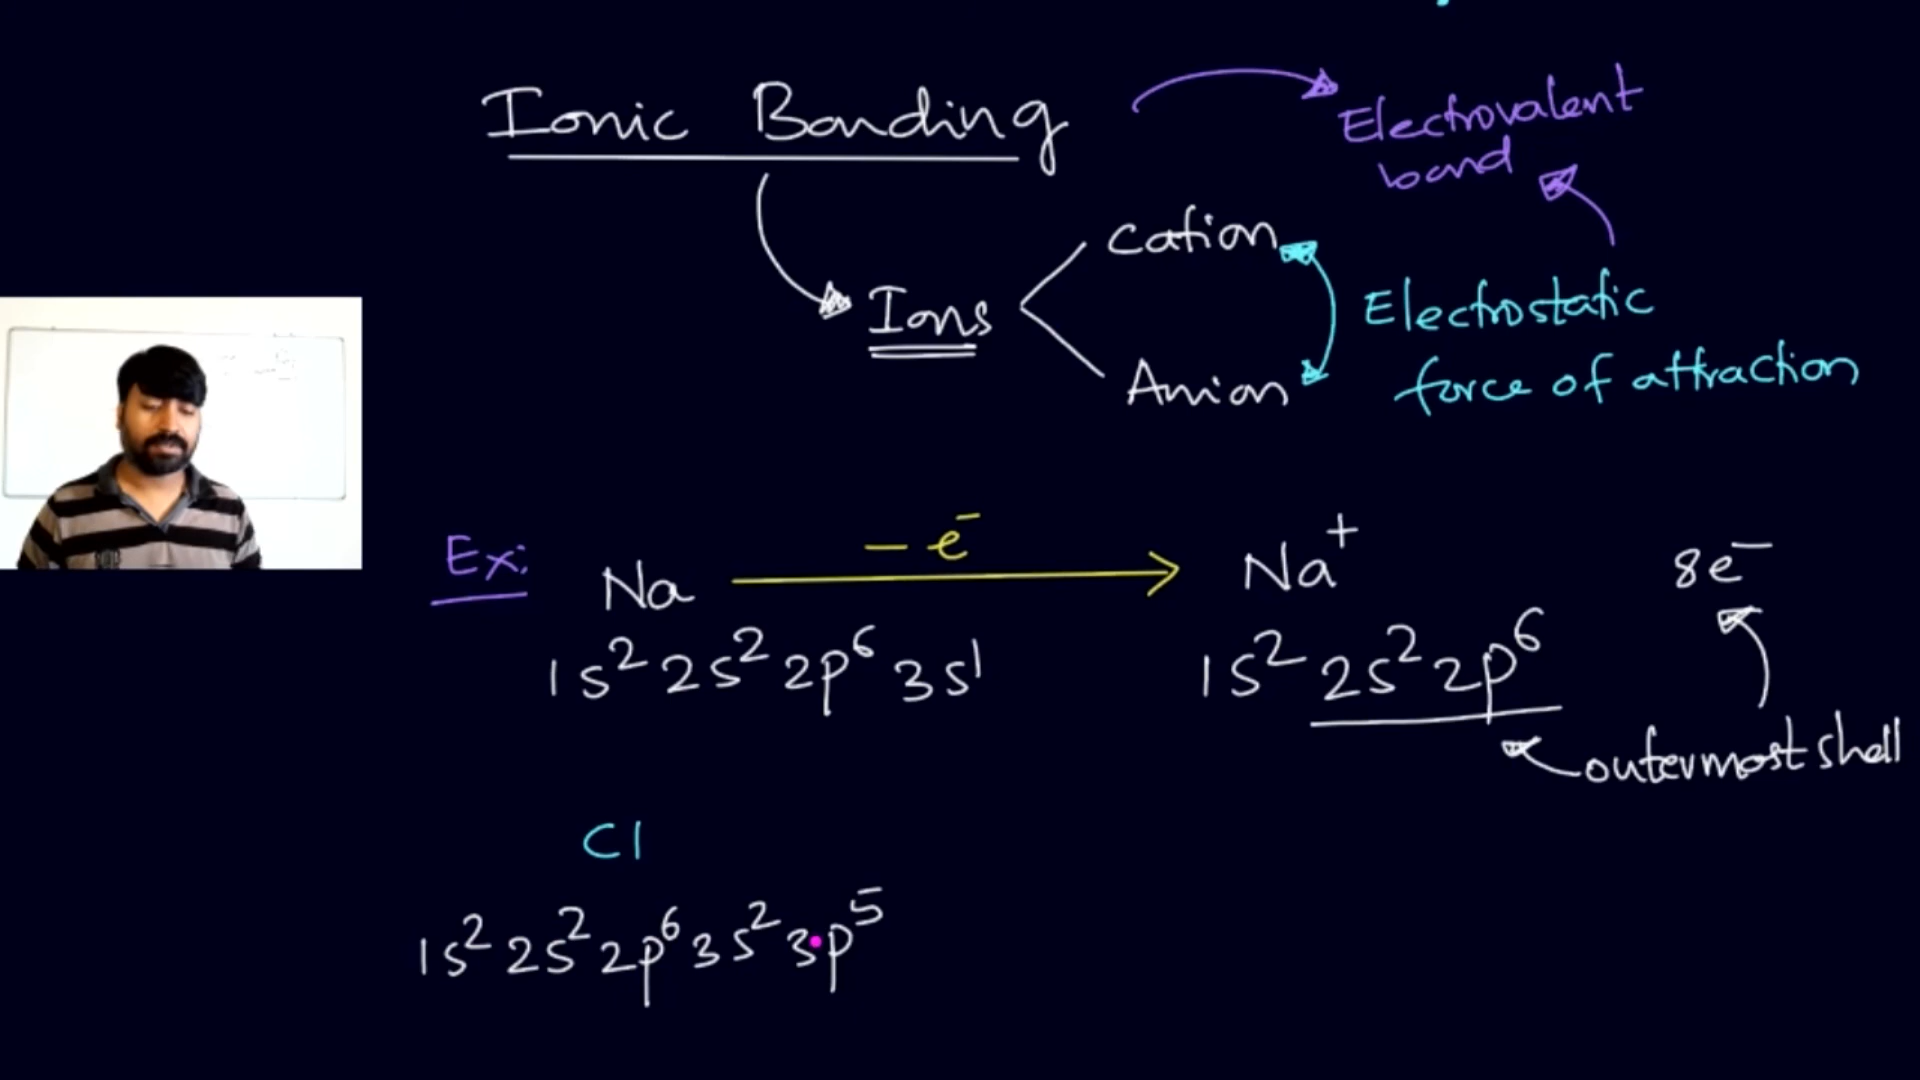 Ionic Bonding
Electrovalent
bond
Cation
Ions
Electrostatic
force of attraction
Anion
Ex:
Na
- e⁻
Na⁺
8e⁻
1s² 2s² 2p⁶ 3s¹
1s² 2s² 2p⁶
outermost shell
Cl
1s² 2s² 2p⁶ 3s² 3p⁵